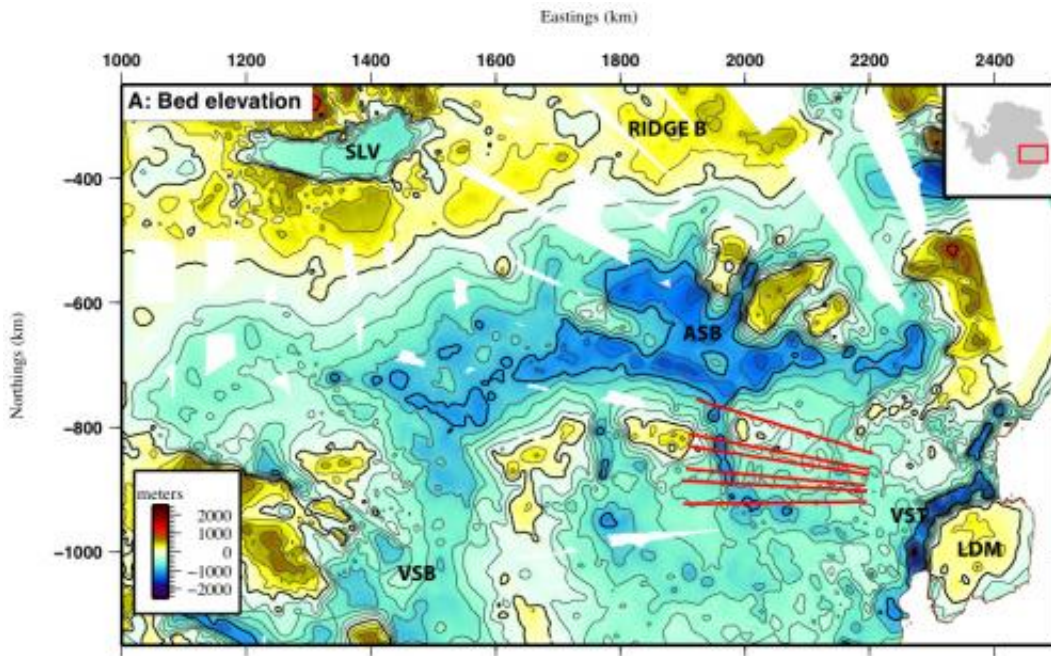 Eastings (km)
1000 1200 1400 1600 1800 2000 2200 2400
A: Bed elevation
RIDGE B
SLV
−400
−600
ASB
Northings (km)
−800
meters
2000
1000
0
−1000
−2000
VST
−1000
LDM
VSB